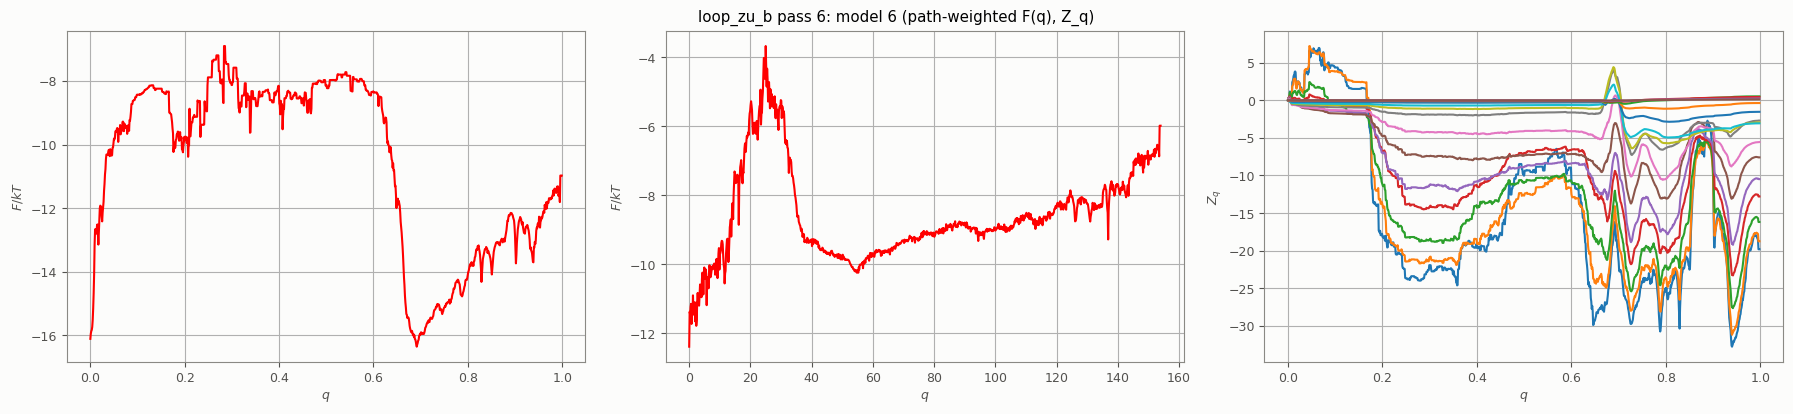 loop_zu_b pass 6: model 6 (path-weighted F(q), Z_q)
F/kT
−8
−10
−12
−14
−16
0.0 0.2 0.4 0.6 0.8 1.0
q
F/kT
−4
−6
−8
−10
−12
0 20 40 60 80 100 120 140 160
q
Zq
5
0
−5
−10
−15
−20
−25
−30
0.0 0.2 0.4 0.6 0.8 1.0
q